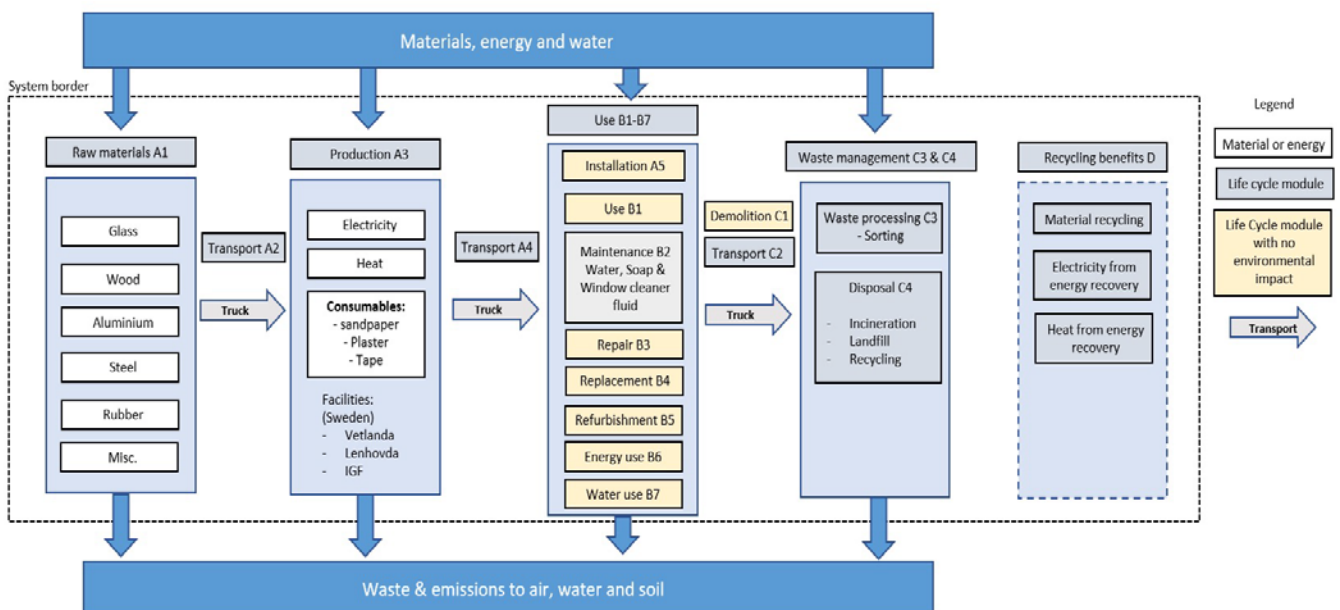 Materials, energy and water
System border
Raw materials A1
Glass
Wood
Aluminium
Steel
Rubber
Misc.
Transport A2
Truck
Production A3
Electricity
Heat
Consumables:
- sandpaper
- Plaster
- Tape
Facilities:
(Sweden)
- Vetlanda
- Lenhovda
- IGF
Transport A4
Truck
Use B1-B7
Installation A5
Use B1
Maintenance B2
Water, Soap &
Window cleaner
fluid
Repair B3
Replacement B4
Refurbishment B5
Energy use B6
Water use B7
Demolition C1
Transport C2
Truck
Waste management C3 & C4
Waste processing C3
- Sorting
Disposal C4
- Incineration
- Landfill
- Recycling
Recycling benefits D
Material recycling
Electricity from
energy recovery
Heat from energy
recovery
Legend
Material or energy
Life cycle module
Life Cycle module
with no
environmental
impact
Transport
Waste & emissions to air, water and soil